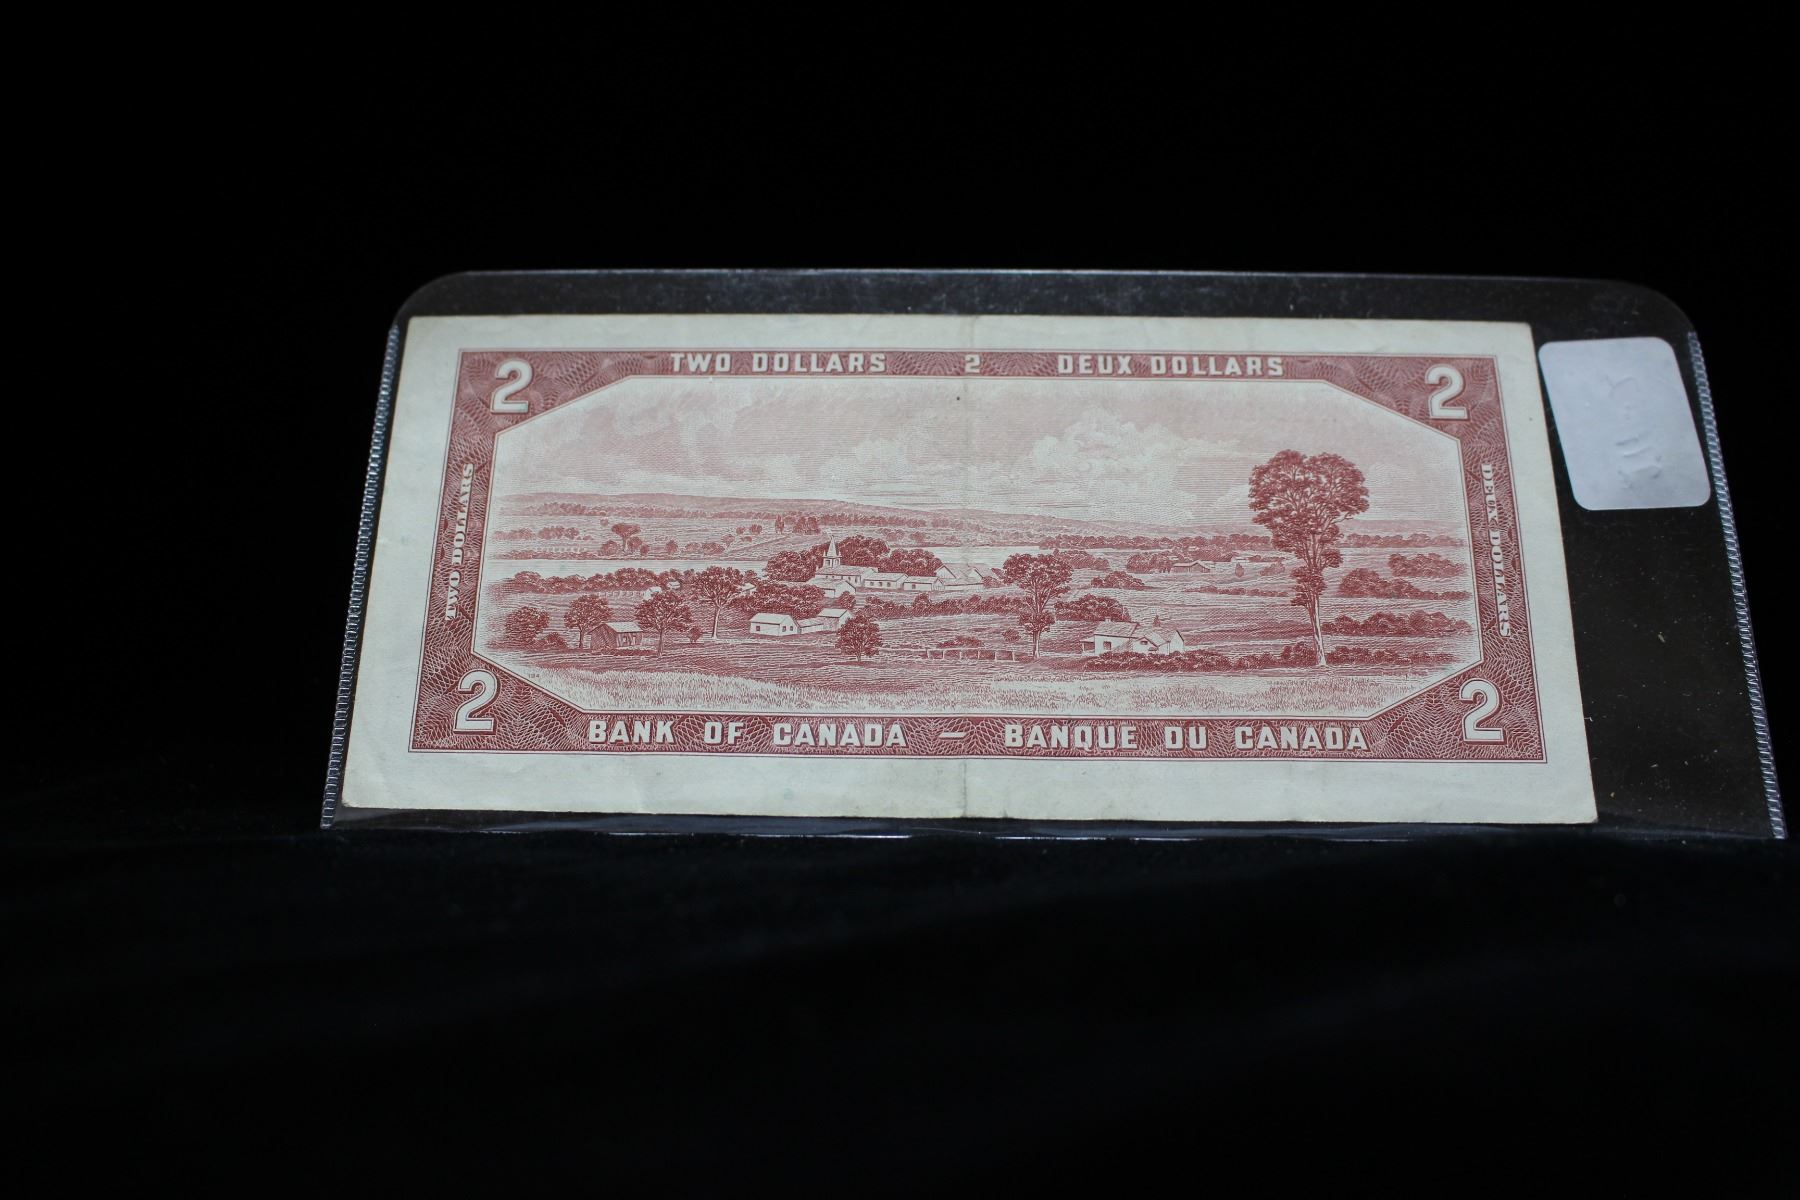 2 TWO DOLLARS 2 DEUX DOLLARS 2
TWO DOLLARS
DEUX DOLLARS
2 BANK OF CANADA — BANQUE DU CANADA 2